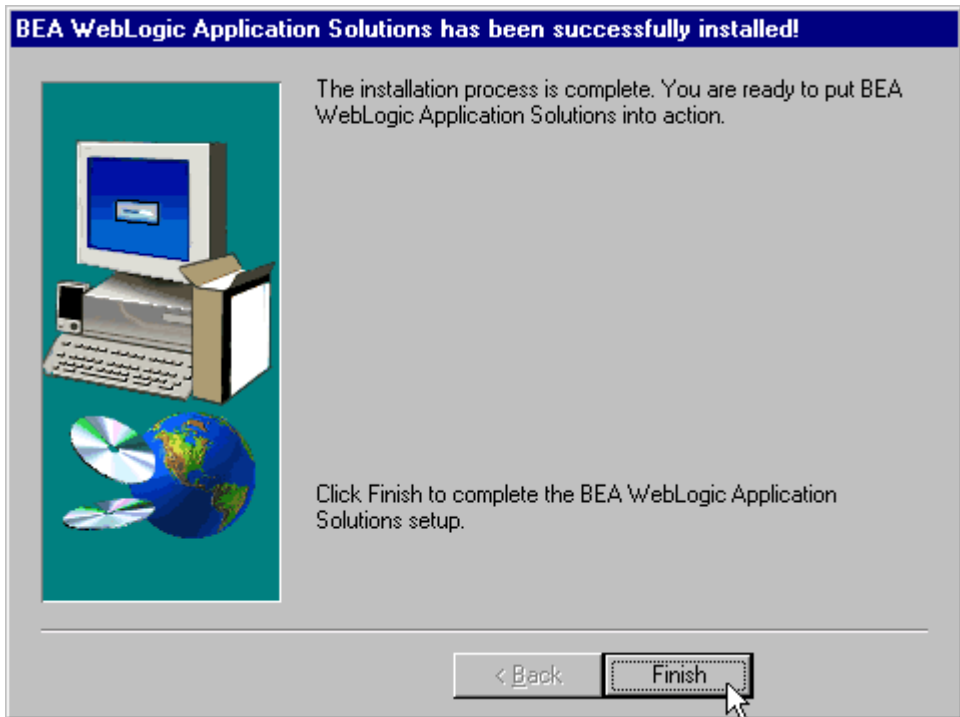 BEA WebLogic Application Solutions has been successfully installed!
The installation process is complete. You are ready to put BEA
WebLogic Application Solutions into action.
Click Finish to complete the BEA WebLogic Application
Solutions setup.
< Back
Finish